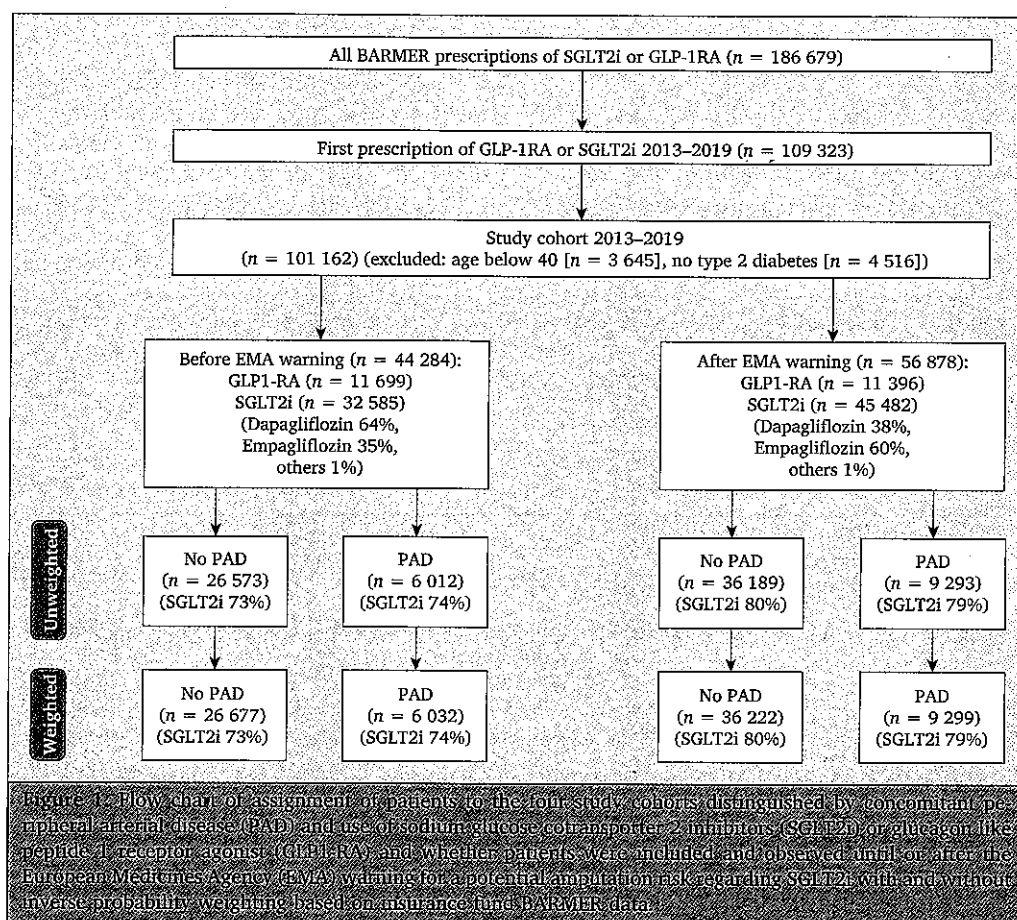 All BARMER prescriptions of SGLT2i or GLP-1RA (n = 186 679)
First prescription of GLP-1RA or SGLT2i 2013–2019 (n = 109 323)
Study cohort 2013–2019
(n = 101 162) (excluded: age below 40 [n = 3 645], no type 2 diabetes [n = 4 516])
Before EMA warning (n = 44 284):
GLP1-RA (n = 11 699)
SGLT2i (n = 32 585)
(Dapagliflozin 64%,
Empagliflozin 35%,
others 1%)
After EMA warning (n = 56 878):
GLP1-RA (n = 11 396)
SGLT2i (n = 45 482)
(Dapagliflozin 38%,
Empagliflozin 60%,
others 1%)
Unweighted
No PAD
(n = 26 573)
(SGLT2i 73%)
PAD
(n = 6 012)
(SGLT2i 74%)
No PAD
(n = 36 189)
(SGLT2i 80%)
PAD
(n = 9 293)
(SGLT2i 79%)
Weighted
No PAD
(n = 26 677)
(SGLT2i 73%)
PAD
(n = 6 032)
(SGLT2i 74%)
No PAD
(n = 36 222)
(SGLT2i 80%)
PAD
(n = 9 299)
(SGLT2i 79%)
Figure 1: Flow chart of assignment of patients to the four study cohorts distinguished by concomitant pe-
ripheral arterial disease (PAD) and use of sodium glucose cotransporter 2 inhibitors (SGLT2i) or glucagon like
peptide 1 receptor agonist (GLP1-RA) and whether patients were included and observed until or after the
European Medicines Agency (EMA) warning for a potential amputation risk regarding SGLT2i with and without
inverse probability weighting based on insurance fund BARMER data.